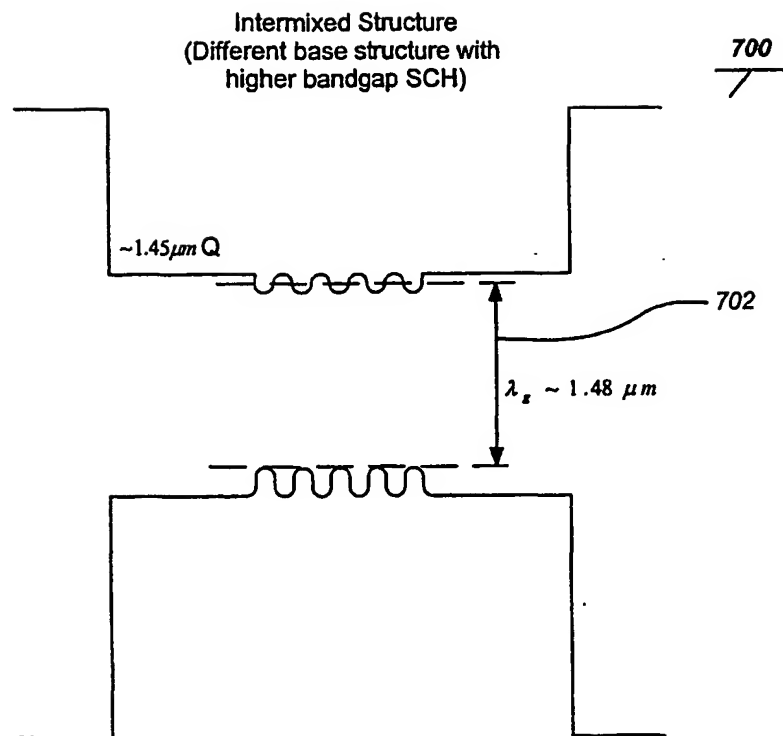 Intermixed Structure
(Different base structure with
higher bandgap SCH)
700
~1.45μm Q
702
λg ~ 1.48 μm